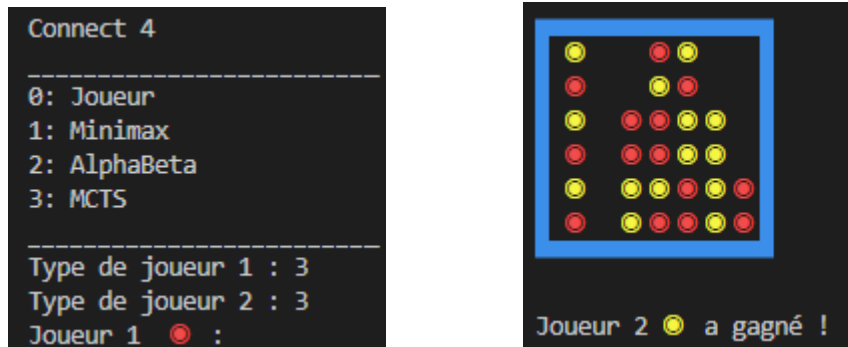 Connect 4
0: Joueur
1: Minimax
2: AlphaBeta
3: MCTS
Type de joueur 1 : 3
Type de joueur 2 : 3
Joueur 1 :
Joueur 2 a gagné !